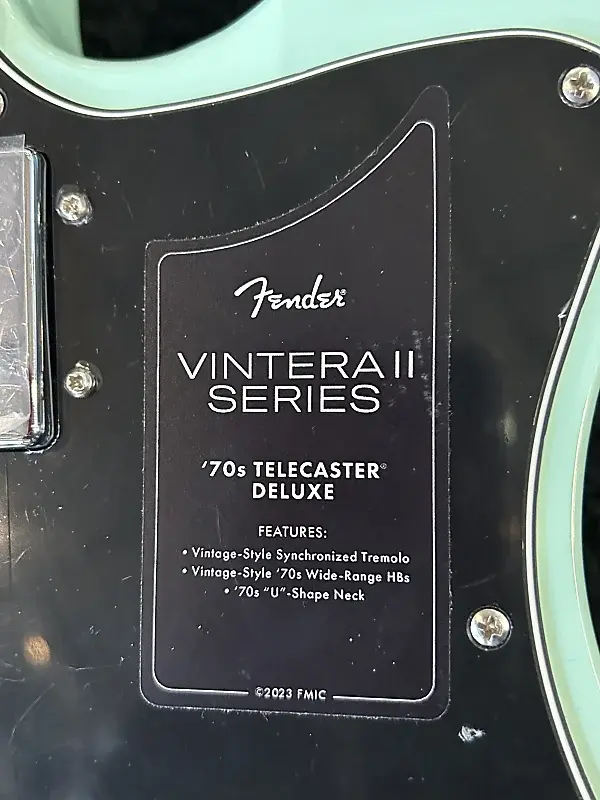 Fender®
VINTERA II
SERIES
'70s TELECASTER®
DELUXE
FEATURES:
• Vintage-Style Synchronized Tremolo
• Vintage-Style '70s Wide-Range HBs
• '70s "U"-Shape Neck
©2023 FMIC